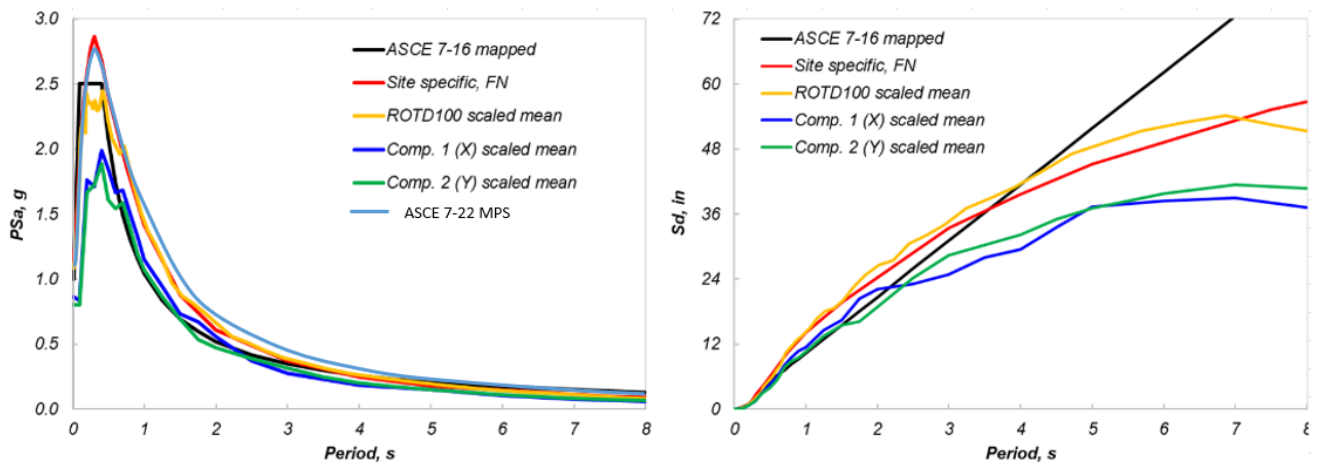 3.0
2.5
2.0
1.5
1.0
0.5
0.0
PSa, g
ASCE 7-16 mapped
Site specific, FN
ROTD100 scaled mean
Comp. 1 (X) scaled mean
Comp. 2 (Y) scaled mean
ASCE 7-22 MPS
0 1 2 3 4 5 6 7 8
Period, s
72
60
48
36
24
12
0
Sd, in
ASCE 7-16 mapped
Site specific, FN
ROTD100 scaled mean
Comp. 1 (X) scaled mean
Comp. 2 (Y) scaled mean
0 1 2 3 4 5 6 7 8
Period, s